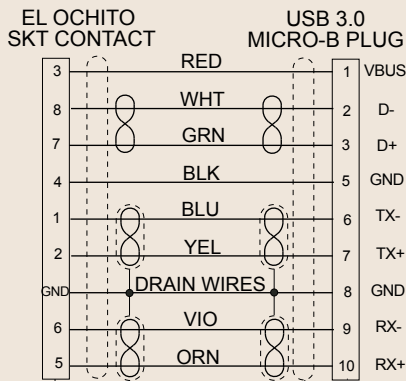 EL OCHITO
SKT CONTACT
USB 3.0
MICRO-B PLUG
3 RED 1 VBUS
8 WHT 2 D-
7 GRN 3 D+
4 BLK 5 GND
1 BLU 6 TX-
2 YEL 7 TX+
GND DRAIN WIRES 8 GND
6 VIO 9 RX-
5 ORN 10 RX+